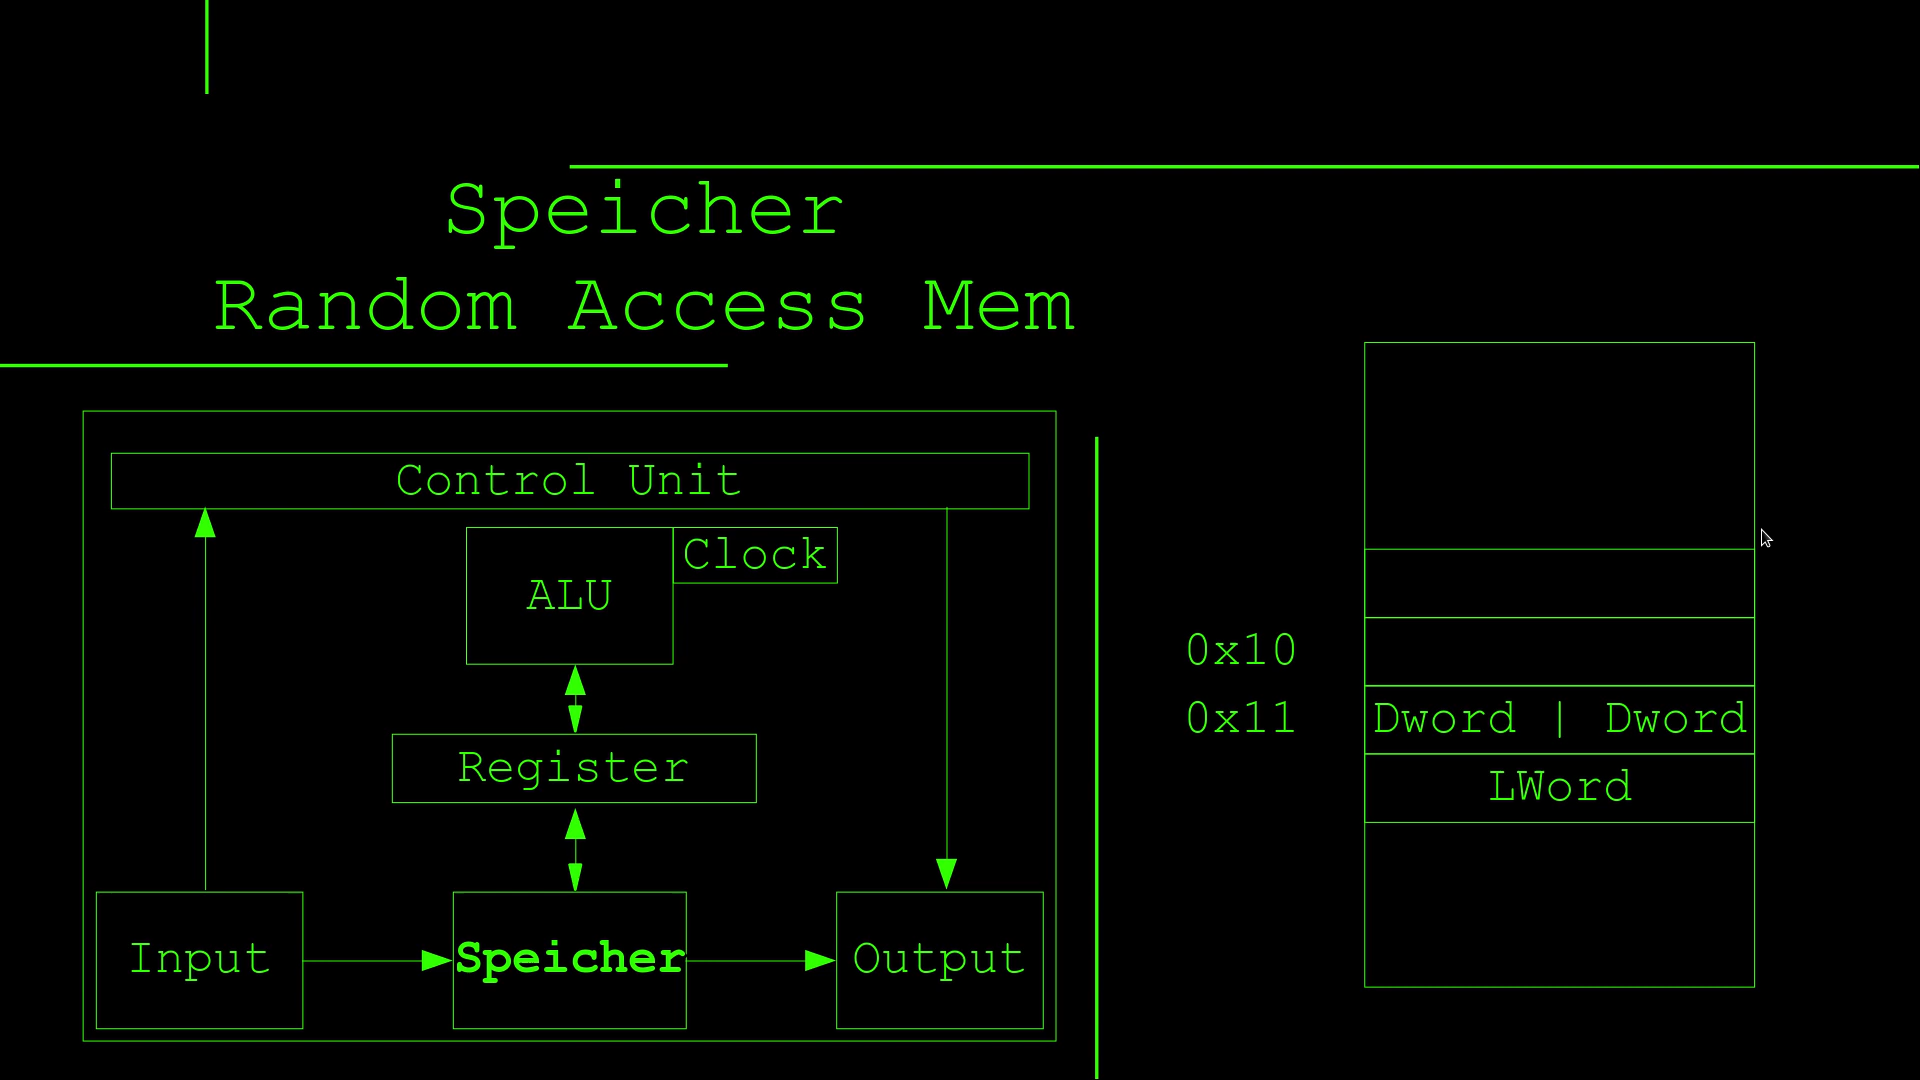 Speicher
Random Access Mem
Control Unit
ALU
Clock
Register
Input
Speicher
Output
0x10
0x11
Dword | Dword
LWord